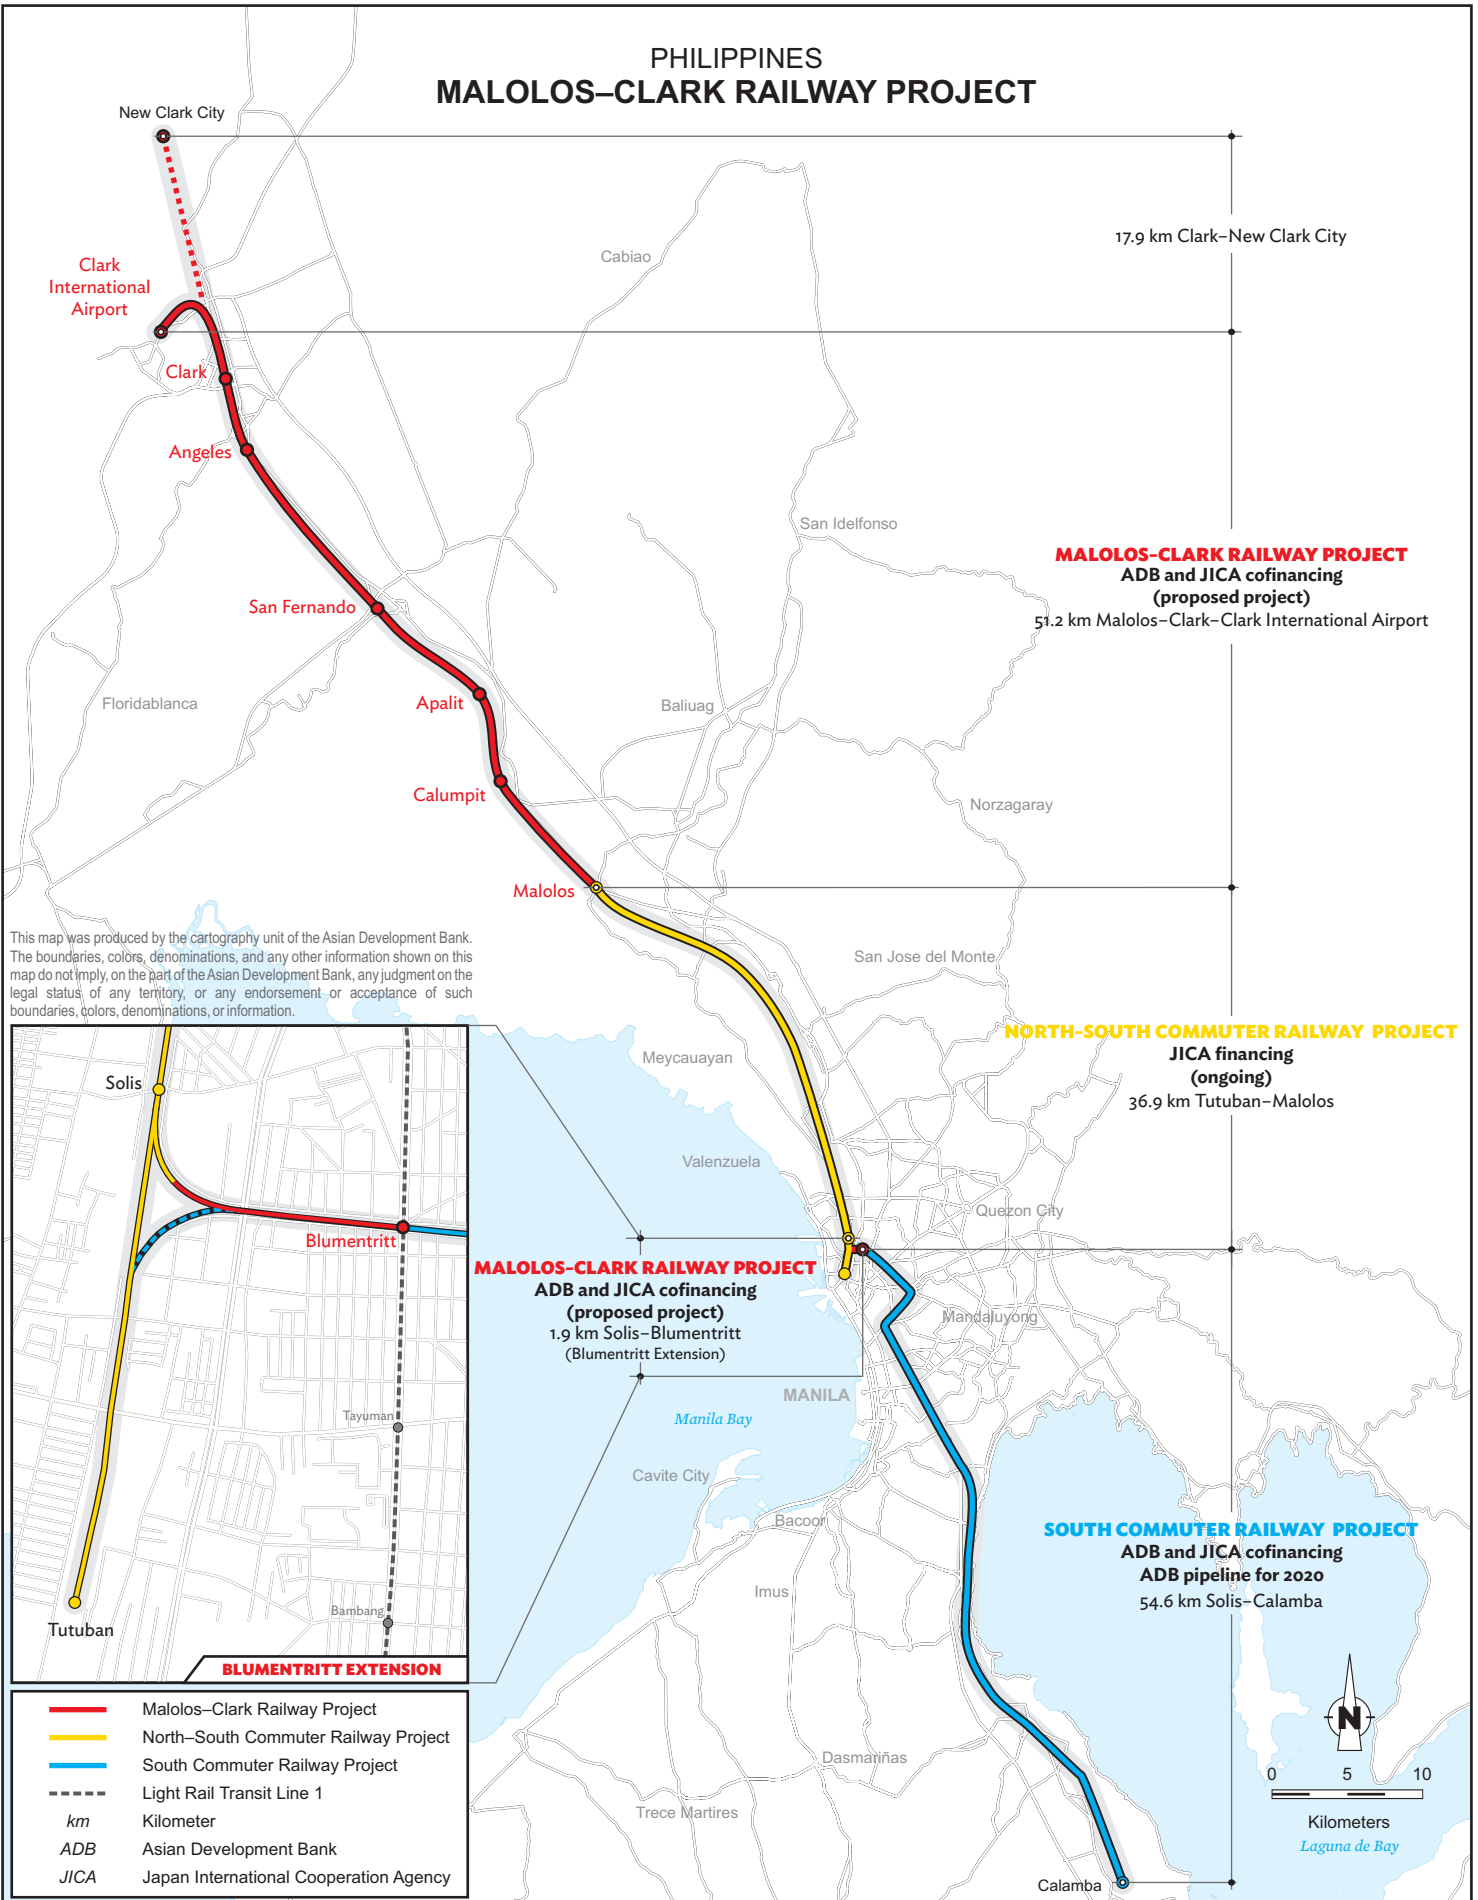 PHILIPPINES
MALOLOS–CLARK RAILWAY PROJECT
New Clark City
17.9 km Clark–New Clark City
Cabiao
Clark
International
Airport
Clark
Angeles
San Idelfonso
MALOLOS-CLARK RAILWAY PROJECT
ADB and JICA cofinancing
(proposed project)
51.2 km Malolos–Clark–Clark International Airport
San Fernando
Floridablanca
Apalit
Baliuag
Calumpit
Norzagaray
Malolos
This map was produced by the cartography unit of the Asian Development Bank.
The boundaries, colors, denominations, and any other information shown on this
map do not imply, on the part of the Asian Development Bank, any judgment on the
legal status of any territory, or any endorsement or acceptance of such
boundaries, colors, denominations, or information.
San Jose del Monte
NORTH-SOUTH COMMUTER RAILWAY PROJECT
JICA financing
(ongoing)
36.9 km Tutuban–Malolos
Meycauayan
Valenzuela
Quezon City
MALOLOS-CLARK RAILWAY PROJECT
ADB and JICA cofinancing
(proposed project)
1.9 km Solis–Blumentritt
(Blumentritt Extension)
Mandaluyong
MANILA
Manila Bay
Cavite City
Bacoor
Imus
SOUTH COMMUTER RAILWAY PROJECT
ADB and JICA cofinancing
ADB pipeline for 2020
54.6 km Solis–Calamba
Dasmariñas
Trece Martires
Calamba
Solis
Blumentritt
Tayuman
Bambang
Tutuban
BLUMENTRITT EXTENSION
Malolos–Clark Railway Project
North–South Commuter Railway Project
South Commuter Railway Project
Light Rail Transit Line 1
km Kilometer
ADB Asian Development Bank
JICA Japan International Cooperation Agency
N
0 5 10
Kilometers
Laguna de Bay